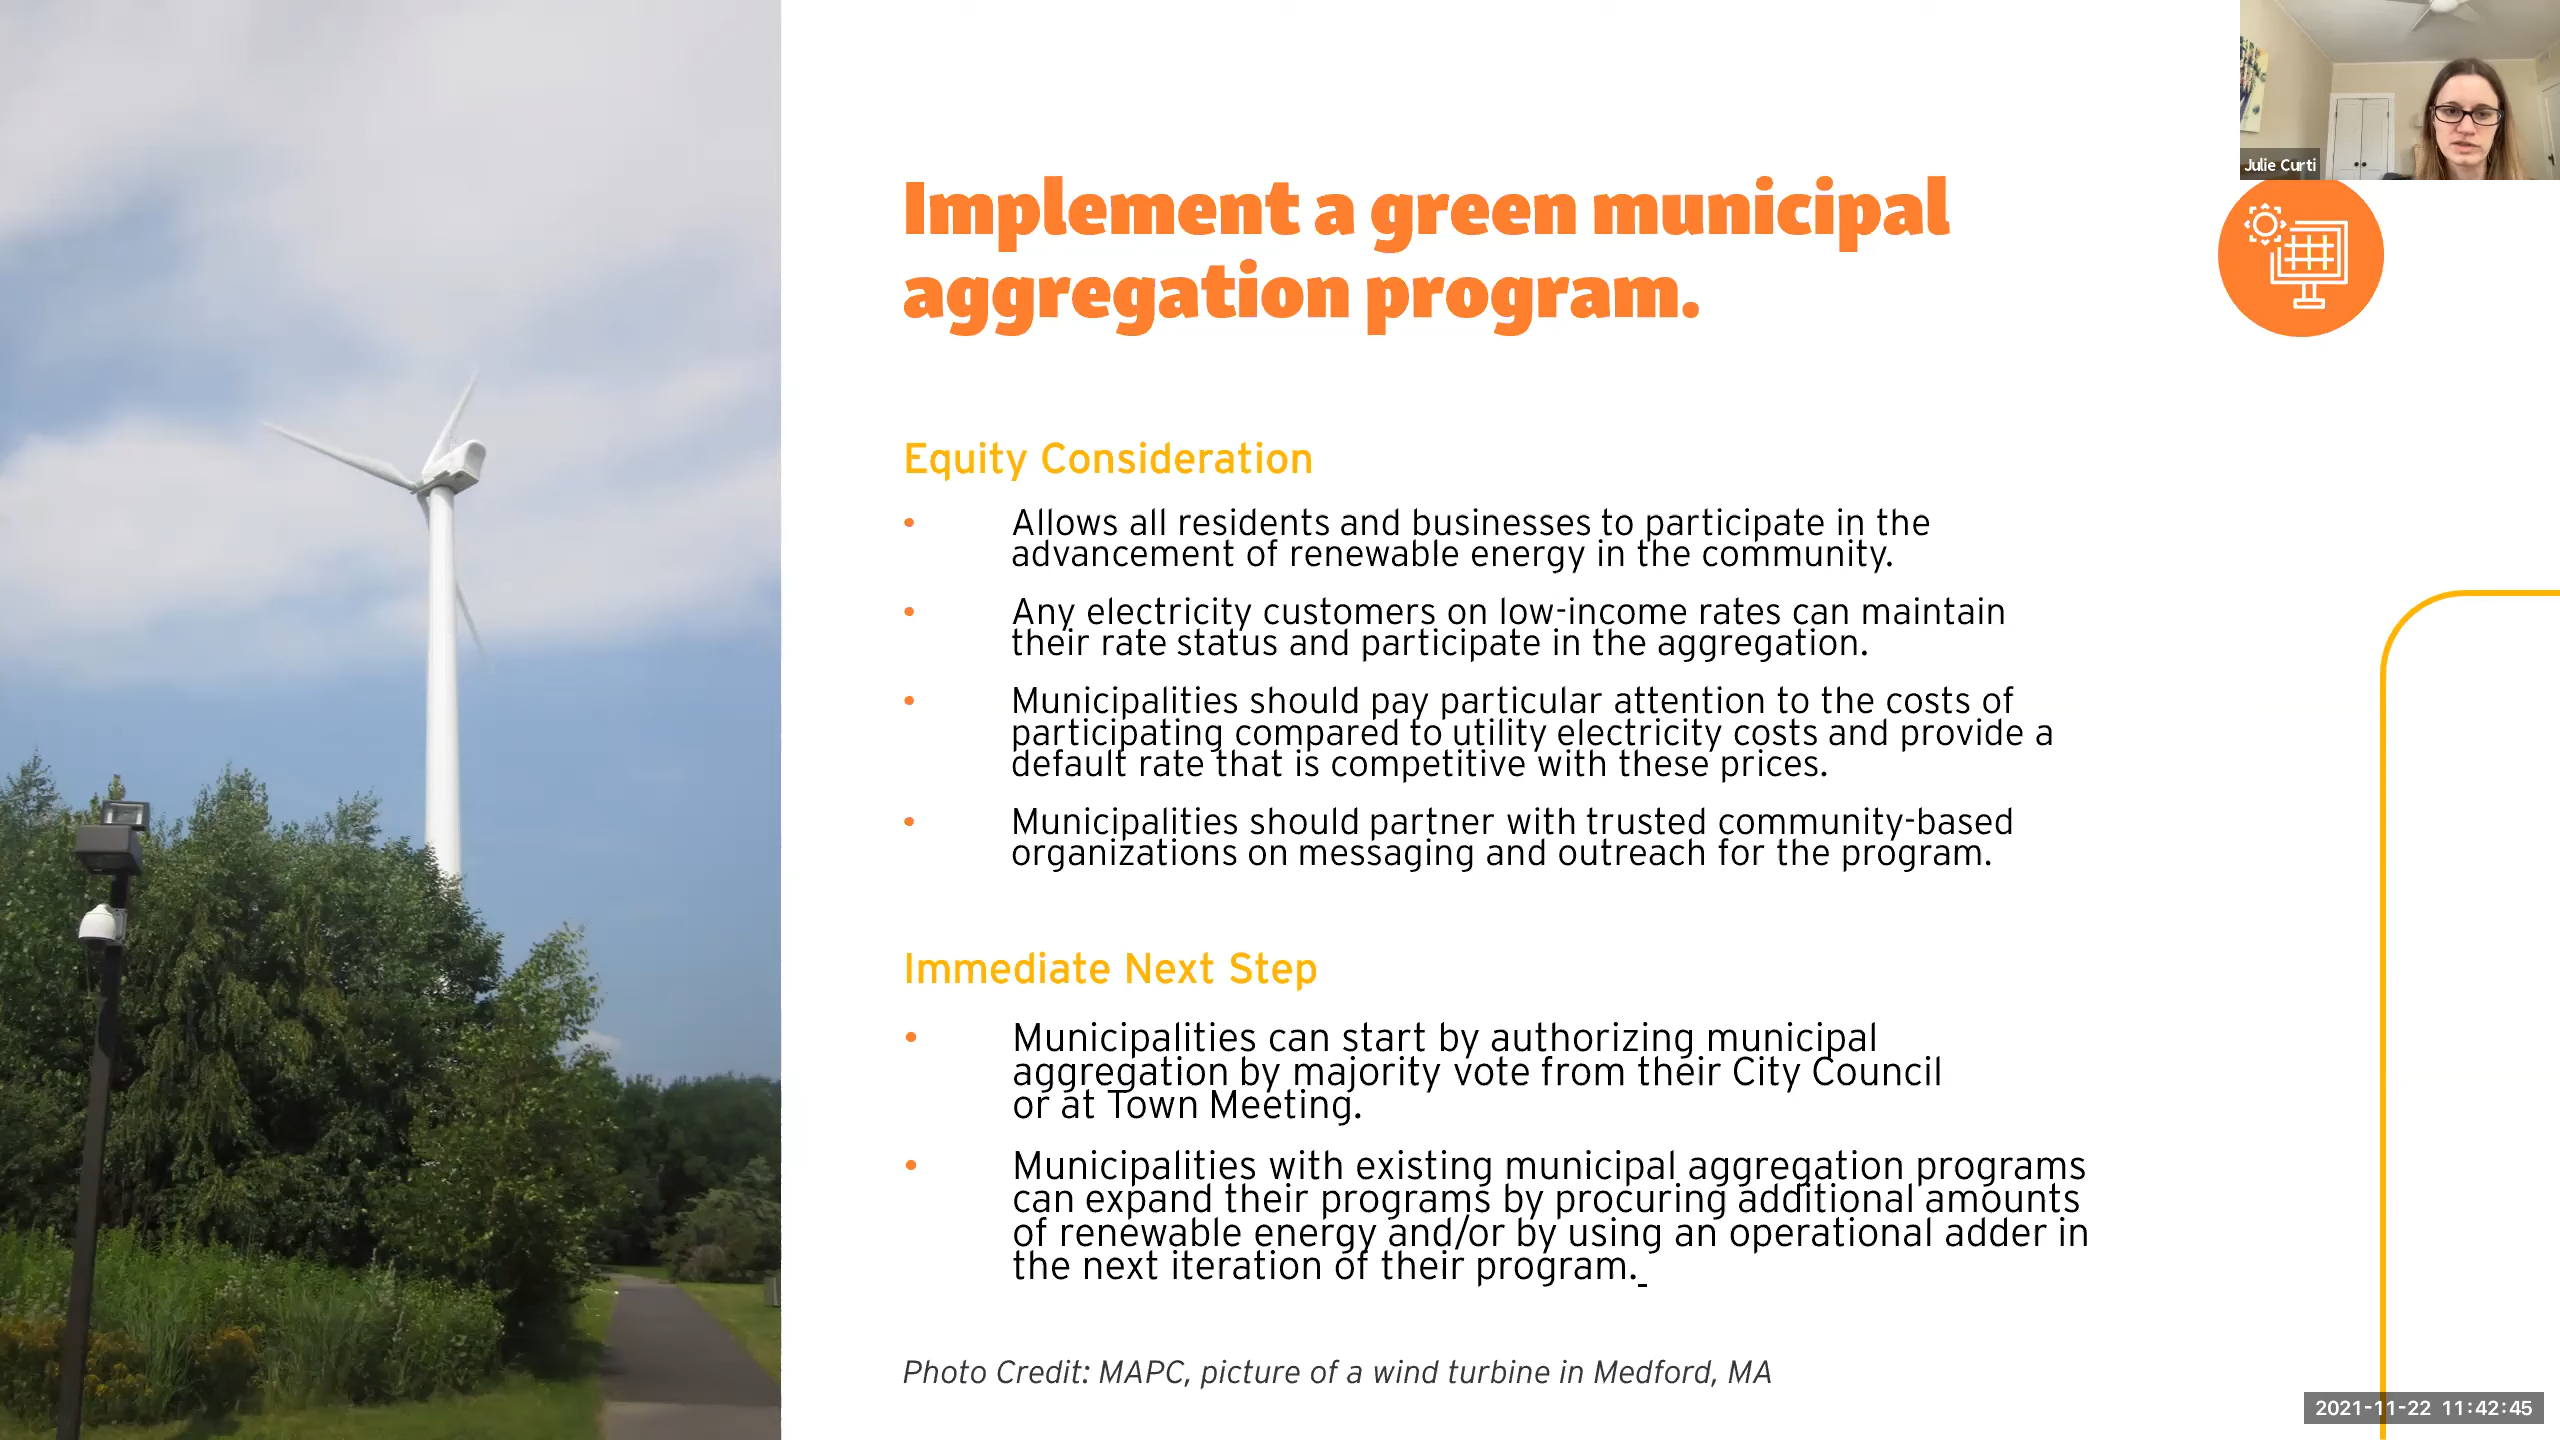 Julie Curti
Implement a green municipal
aggregation program.
Equity Consideration
• Allows all residents and businesses to participate in the
advancement of renewable energy in the community.
• Any electricity customers on low-income rates can maintain
their rate status and participate in the aggregation.
• Municipalities should pay particular attention to the costs of
participating compared to utility electricity costs and provide a
default rate that is competitive with these prices.
• Municipalities should partner with trusted community-based
organizations on messaging and outreach for the program.
Immediate Next Step
• Municipalities can start by authorizing municipal
aggregation by majority vote from their City Council
or at Town Meeting.
• Municipalities with existing municipal aggregation programs
can expand their programs by procuring additional amounts
of renewable energy and/or by using an operational adder in
the next iteration of their program.
Photo Credit: MAPC, picture of a wind turbine in Medford, MA
2021-11-22 11:42:45